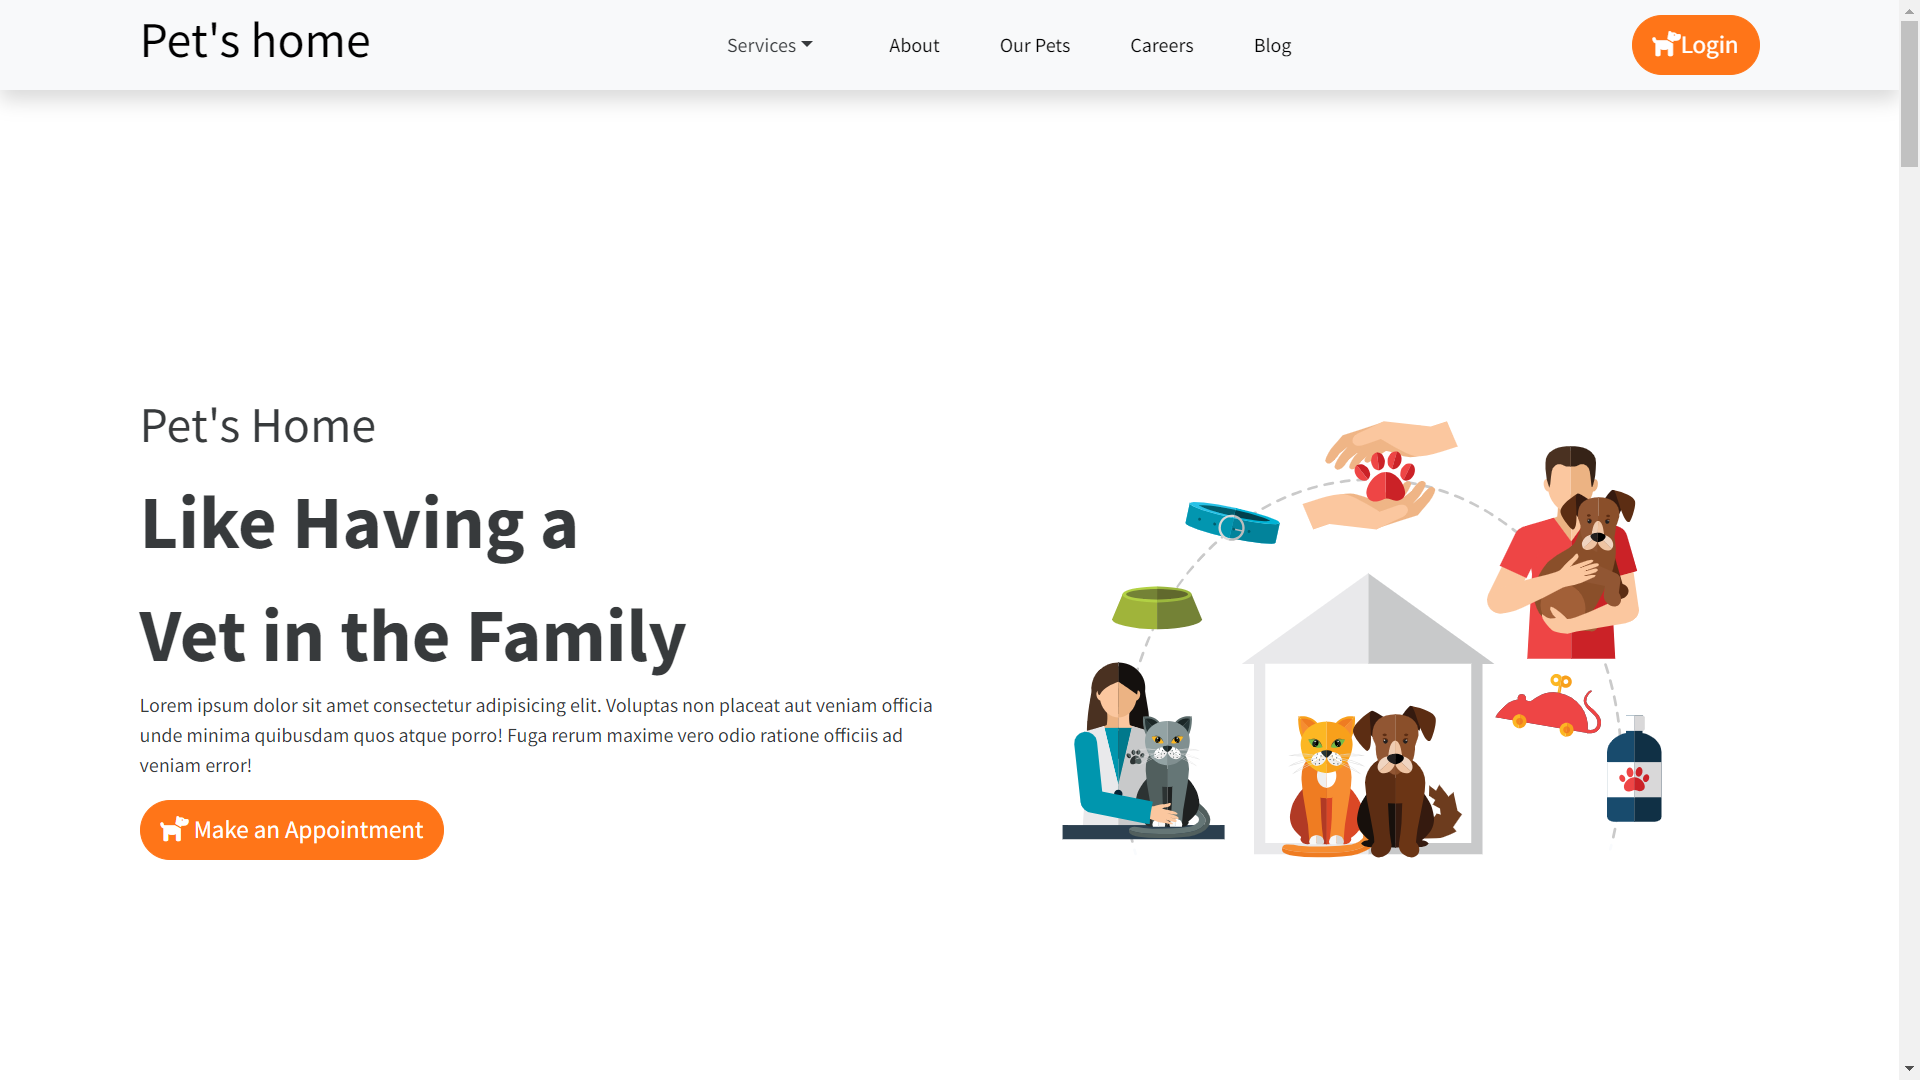 Pet's home
Services
About
Our Pets
Careers
Blog
Login
Pet's Home
Like Having a
Vet in the Family
Lorem ipsum dolor sit amet consectetur adipisicing elit. Voluptas non placeat aut veniam officia
unde minima quibusdam quos atque porro! Fuga rerum maxime vero odio ratione officiis ad
veniam error!
Make an Appointment